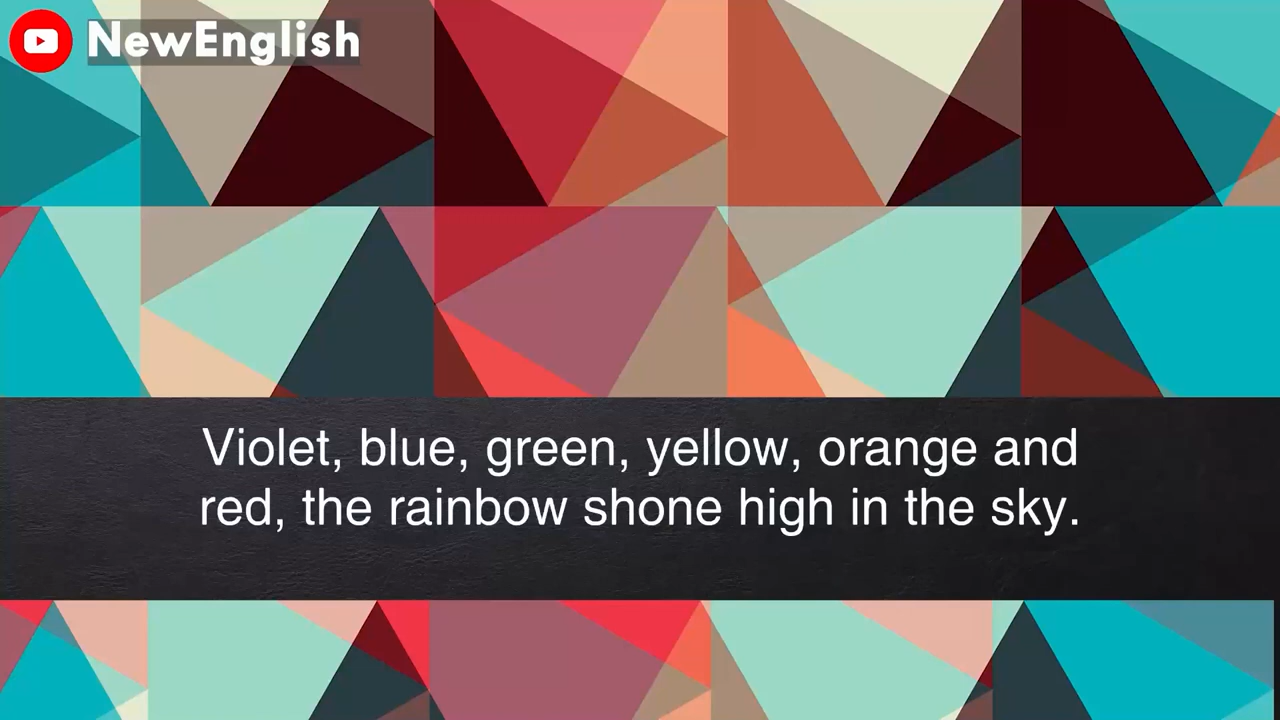 NewEnglish
Violet, blue, green, yellow, orange and
red, the rainbow shone high in the sky.